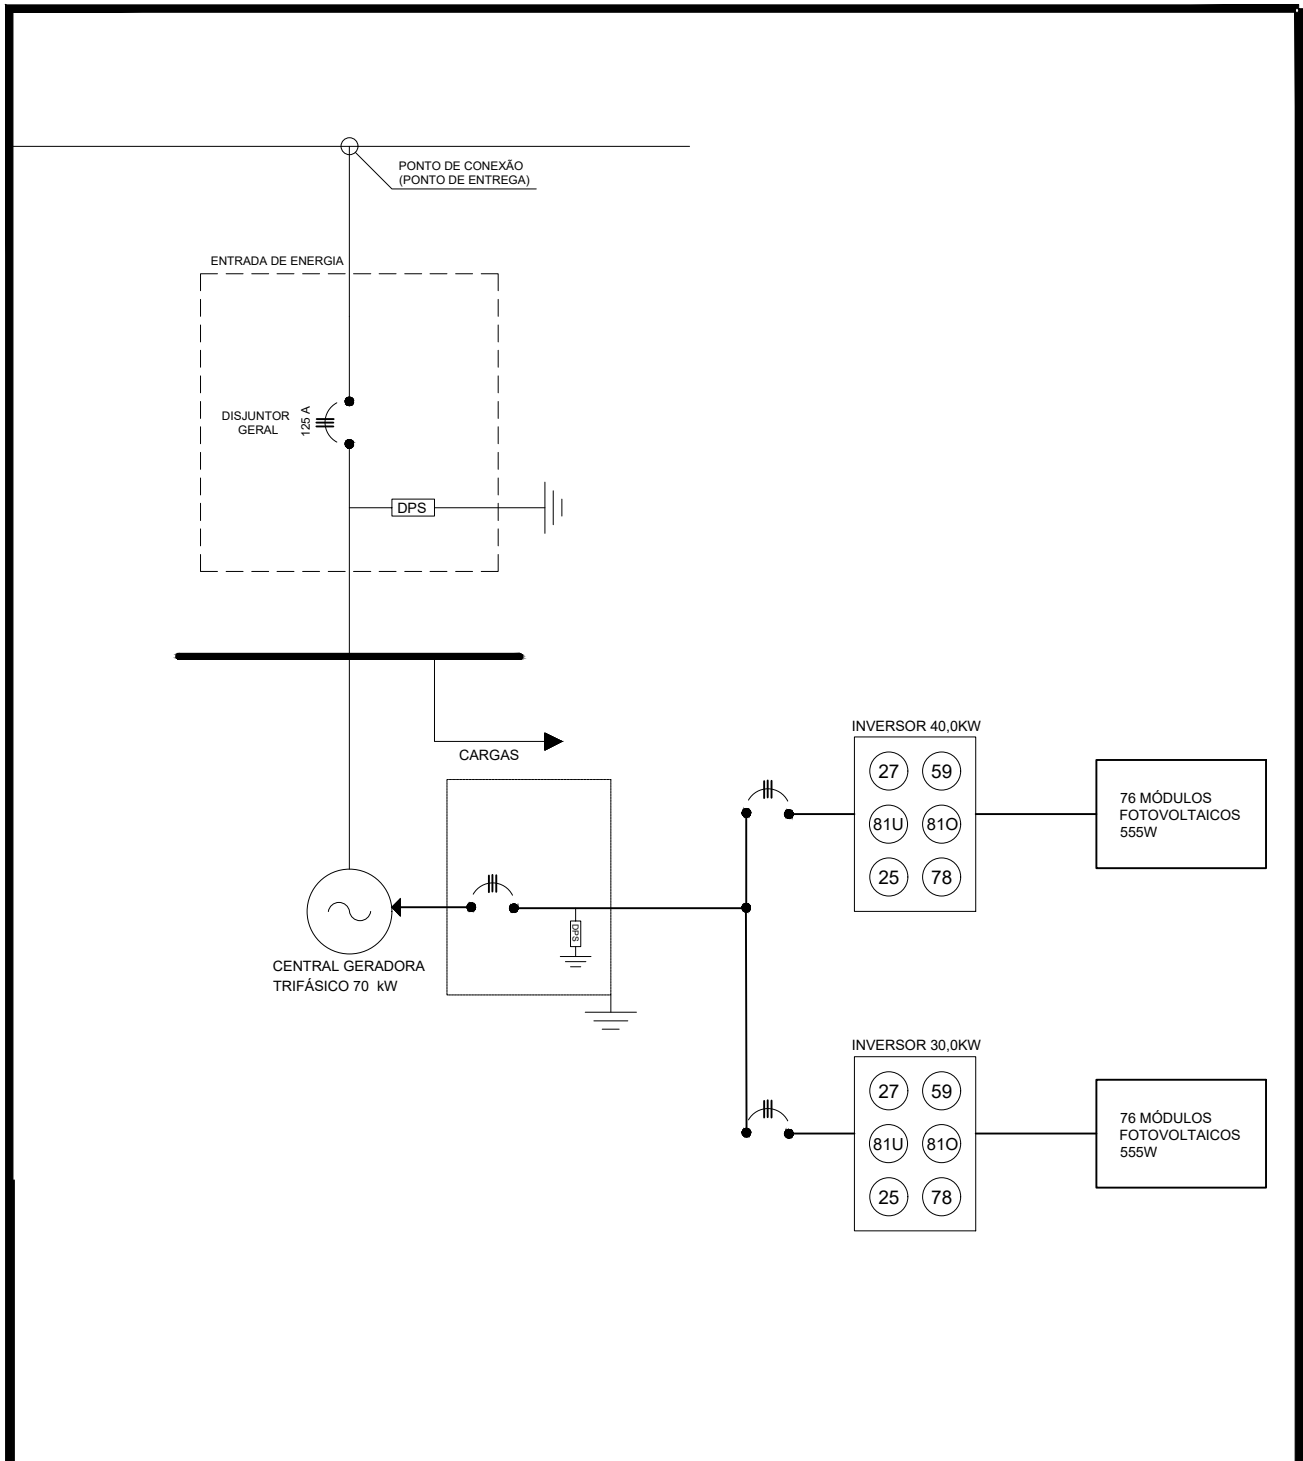 PONTO DE CONEXÃO
(PONTO DE ENTREGA)
ENTRADA DE ENERGIA
DISJUNTOR
GERAL
125 A
DPS
CARGAS
INVERSOR 40,0KW
27 59
81U 81O
25 78
76 MÓDULOS
FOTOVOLTAICOS
555W
DPS
CENTRAL GERADORA
TRIFÁSICO 70 kW
INVERSOR 30,0KW
27 59
81U 81O
25 78
76 MÓDULOS
FOTOVOLTAICOS
555W